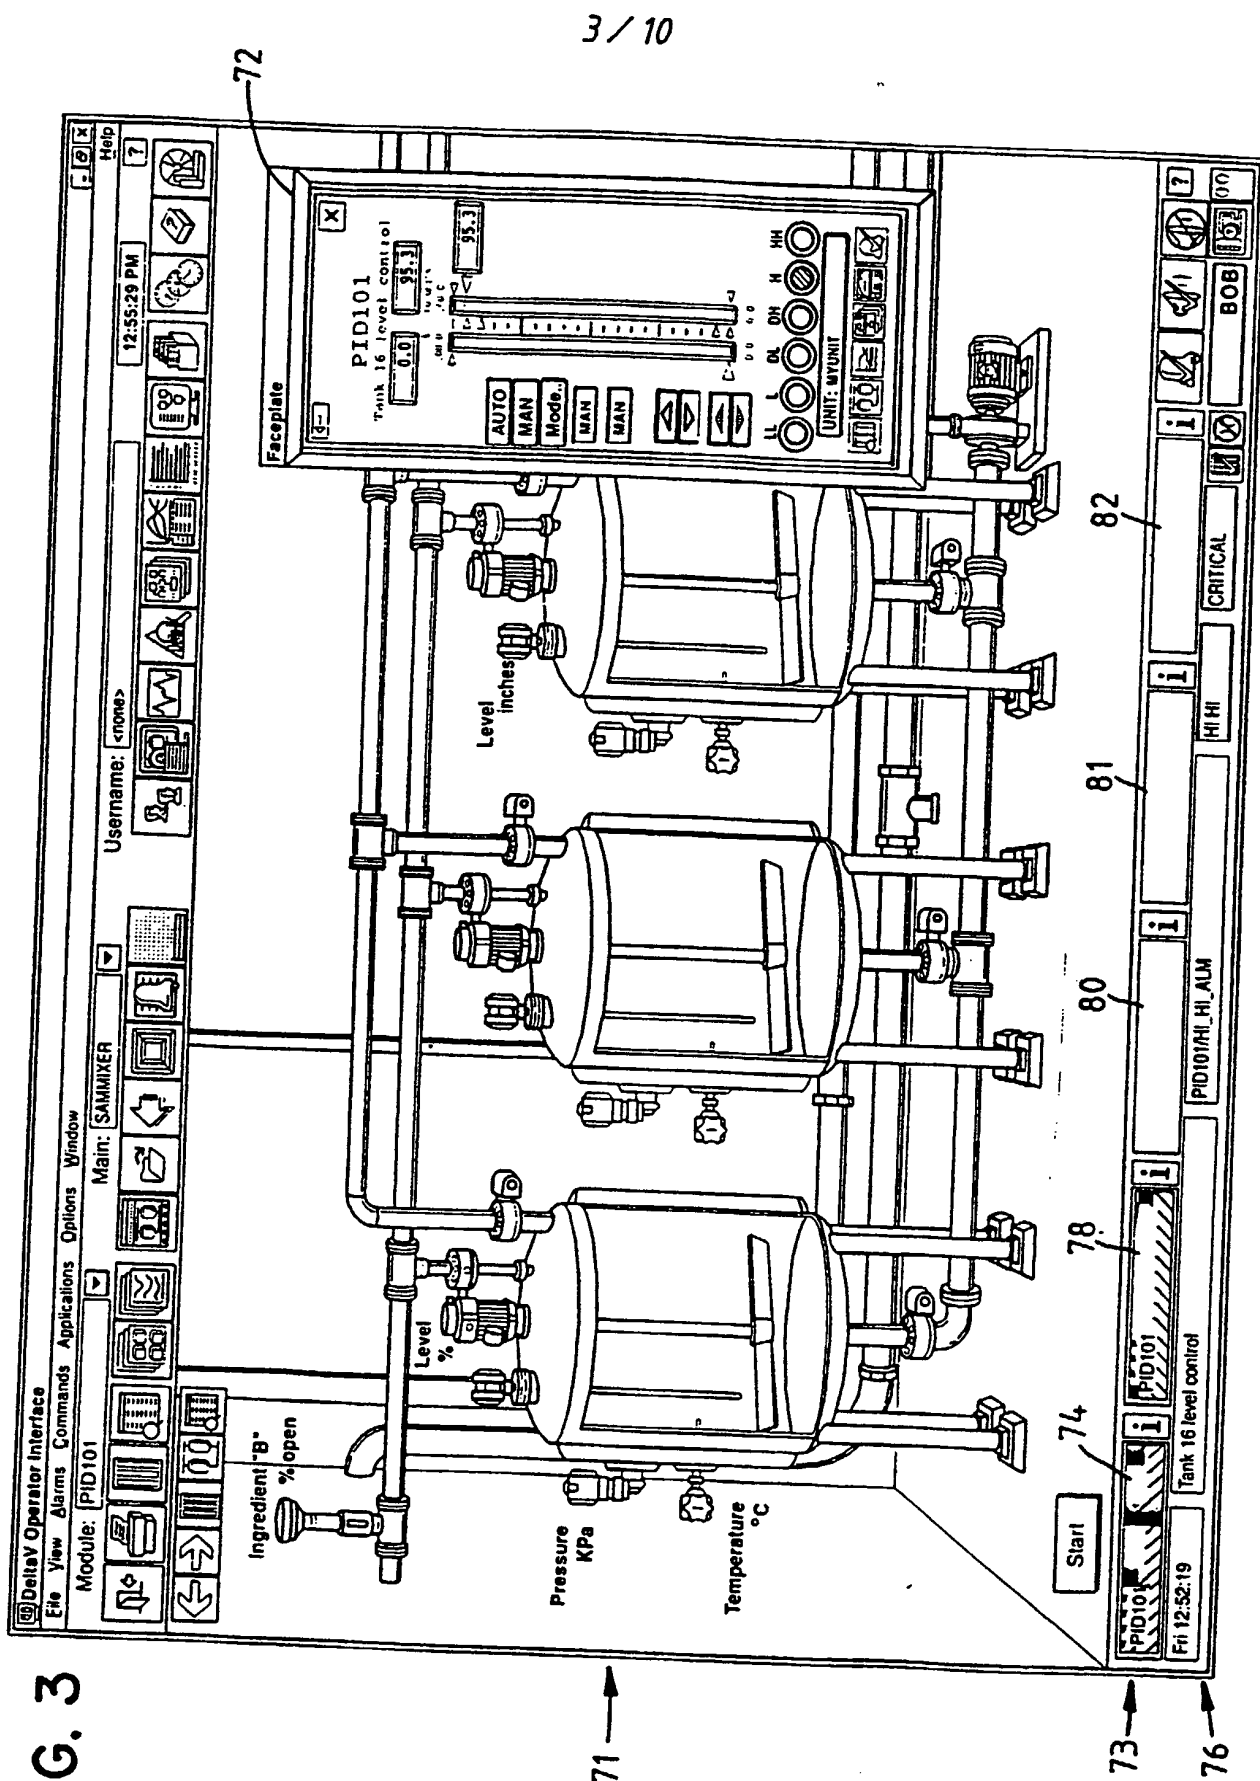 3/10
G. 3
72
DeltaV Operator Interface
File View Alarms Commands Applications Options Window Help
Module: PID101 Main: SAMMIXER Username: <none> 12:55:29 PM ?
Ingredient "B"
% open
Level
%
Level
inches
Pressure
KPa
Temperature
°C
Start
Faceplate
X
PID101
Tank 16 level control
0.0 95.3
95.3
AUTO
MAN
Mode..
MAN
MAN
LL L DL DH H HH
UNIT: MYUNIT
71
73
74
78
80
81
82
76
PID101 i PID101 i i i i ?
Fri 12:52:19 Tank 16 level control PID101/HI_HI_ALM HI HI CRITICAL BOB